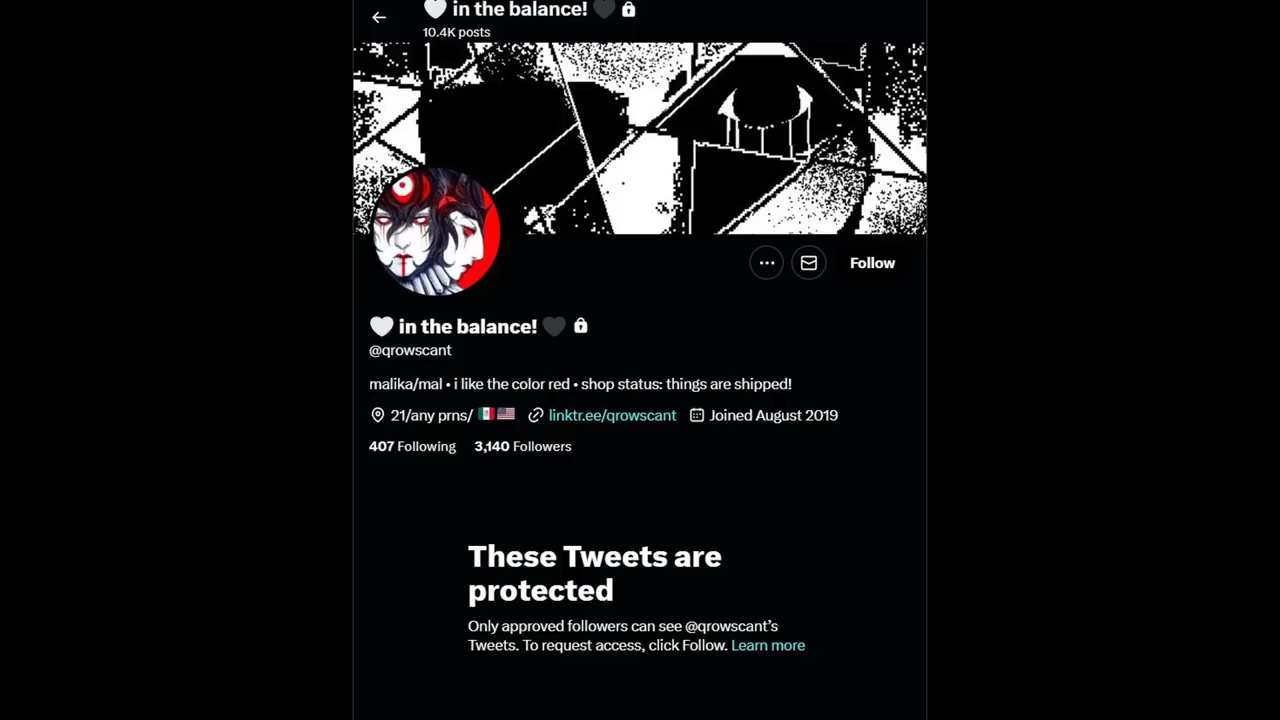 🤍 in the balance! 🖤 🔒
10.4K posts
Follow
🤍 in the balance! 🖤 🔒
@qrowscant
malika/mal • i like the color red • shop status: things are shipped!
21/any prns/ 🇲🇽🇺🇸 linktr.ee/qrowscant Joined August 2019
407 Following 3,140 Followers
These Tweets are
protected
Only approved followers can see @qrowscant’s
Tweets. To request access, click Follow. Learn more